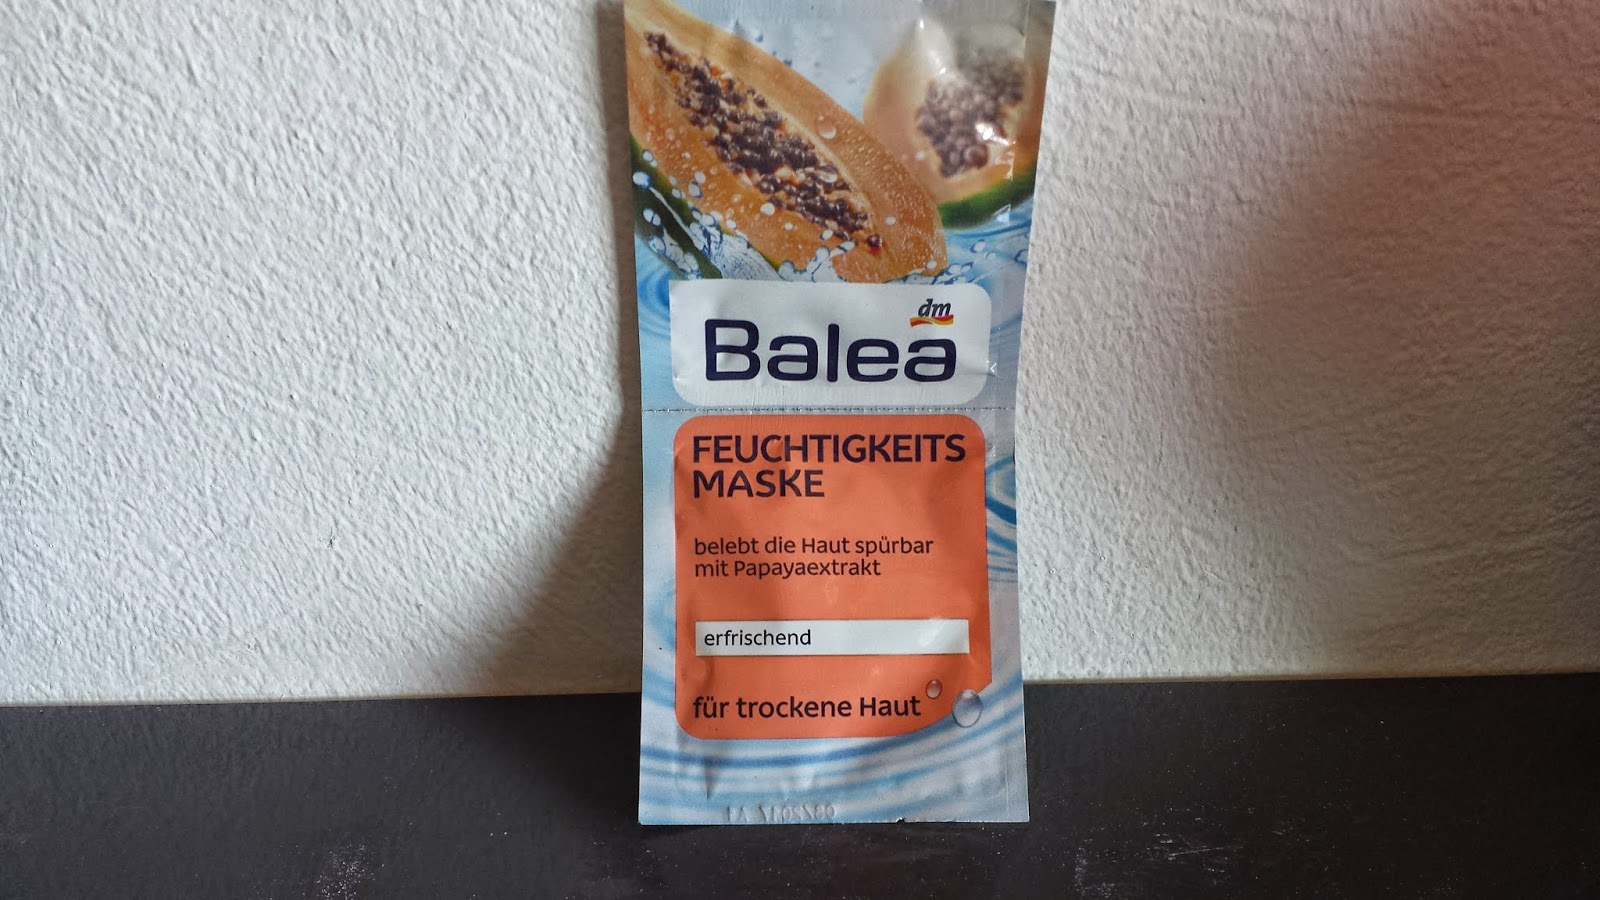 dm
Balea
FEUCHTIGKEITS
MASKE
belebt die Haut spürbar
mit Papayaextrakt
erfrischend
für trockene Haut